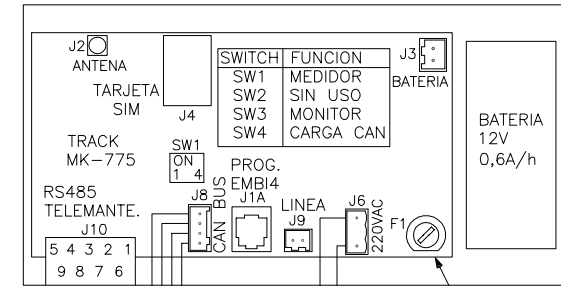 J2
ANTENA
TARJETA
SIM
J4
SWITCH FUNCION
SW1 MEDIDOR
SW2 SIN USO
SW3 MONITOR
SW4 CARGA CAN
J3
BATERIA
BATERIA
12V
0,6A/h
TRACK
MK-775
SW1
ON
1 4
PROG.
EMBI4
J1A
RS485
TELEMANTE.
J10
5 4 3 2 1
9 8 7 6
J8
CAN BUS
LINEA
J9
J6
220VAC
F1